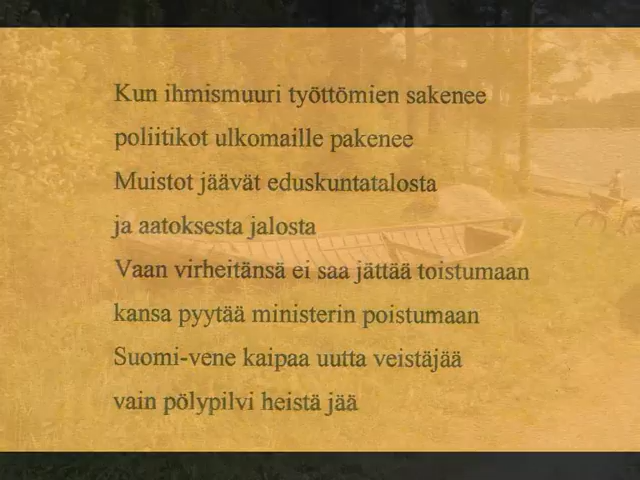 Kun ihmismuuri työttömien sakenee
poliitikot ulkomaille pakenee
Muistot jäävät eduskuntatalosta
ja aatoksesta jalosta
Vaan virheitänsä ei saa jättää toistumaan
kansa pyytää ministerin poistumaan
Suomi-vene kaipaa uutta veistäjää
vain pölypilvi heistä jää